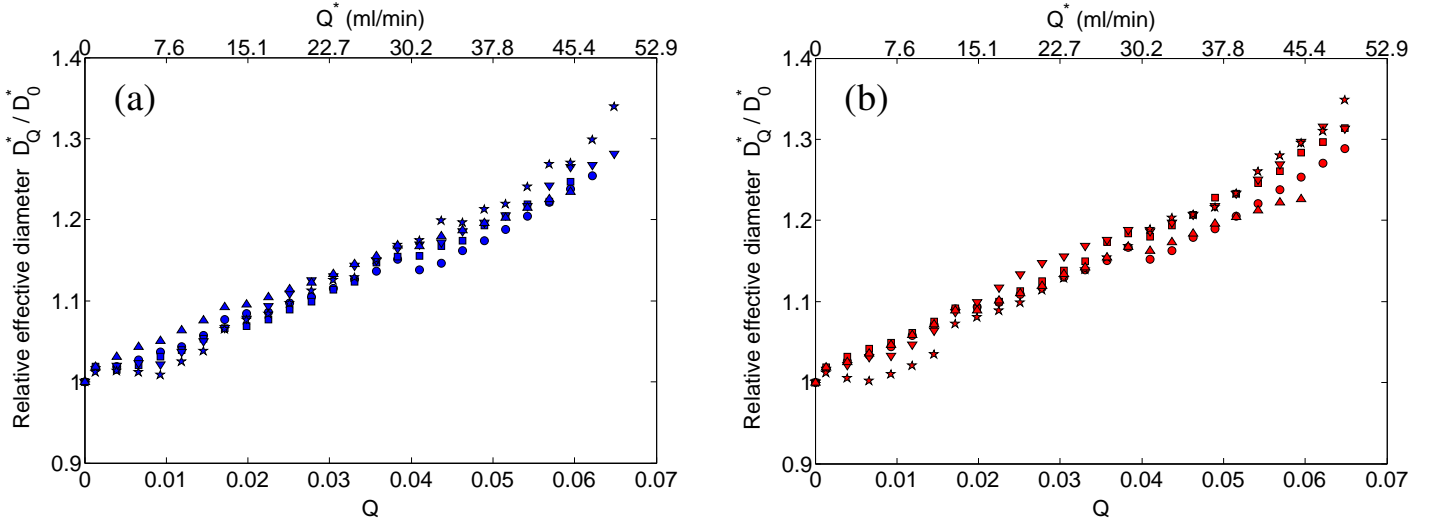 Q* (ml/min)
0 7.6 15.1 22.7 30.2 37.8 45.4 52.9
1.4
1.3
1.2
1.1
1
0.9
Relative effective diameter D*Q / D*0
(a)
0 0.01 0.02 0.03 0.04 0.05 0.06 0.07
Q
Q* (ml/min)
0 7.6 15.1 22.7 30.2 37.8 45.4 52.9
1.4
1.3
1.2
1.1
1
0.9
Relative effective diameter D*Q / D*0
(b)
0 0.01 0.02 0.03 0.04 0.05 0.06 0.07
Q